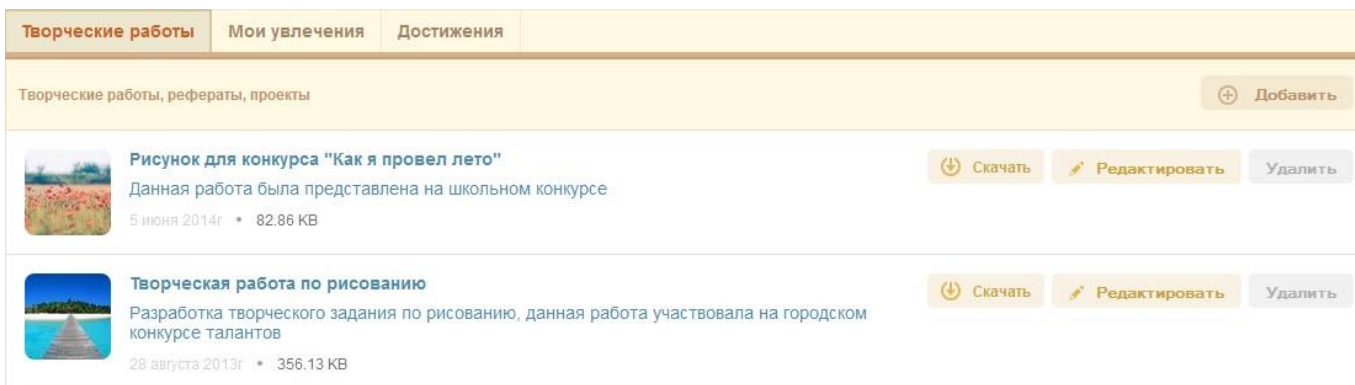 Творческие работы Мои увлечения Достижения
Творческие работы, рефераты, проекты Добавить
Рисунок для конкурса "Как я провел лето"
Данная работа была представлена на школьном конкурсе
5 июня 2014г • 82.86 KB
Скачать Редактировать Удалить
Творческая работа по рисованию
Разработка творческого задания по рисованию, данная работа участвовала на городском
конкурсе талантов
28 августа 2013г • 356.13 KB
Скачать Редактировать Удалить